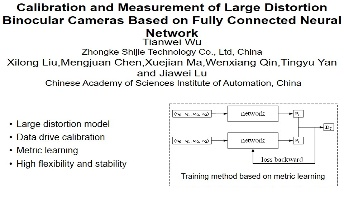 Calibration and Measurement of Large Distortion
Binocular Cameras Based on Fully Connected Neural
Network
Tianwei Wu
Zhongke Shijie Technology Co., Ltd, China
Xilong Liu,Mengjuan Chen,Xuejian Ma,Wenxiang Qin,Tingyu Yan
and Jiawei Lu
Chinese Academy of Sciences Institute of Automation, China
• Large distortion model
• Data drive calibration
• Metric learning
• High flexibility and stability
network
network
loss backward
Training method based on metric learning